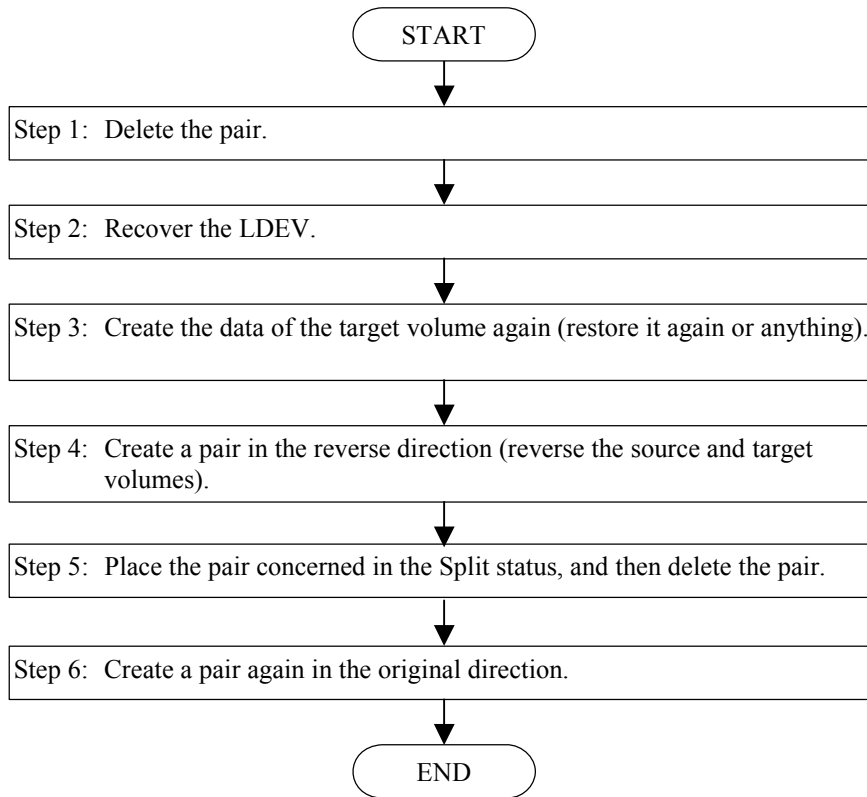 START
Step 1: Delete the pair.
Step 2: Recover the LDEV.
Step 3: Create the data of the target volume again (restore it again or anything).
Step 4: Create a pair in the reverse direction (reverse the source and target
volumes).
Step 5: Place the pair concerned in the Split status, and then delete the pair.
Step 6: Create a pair again in the original direction.
END